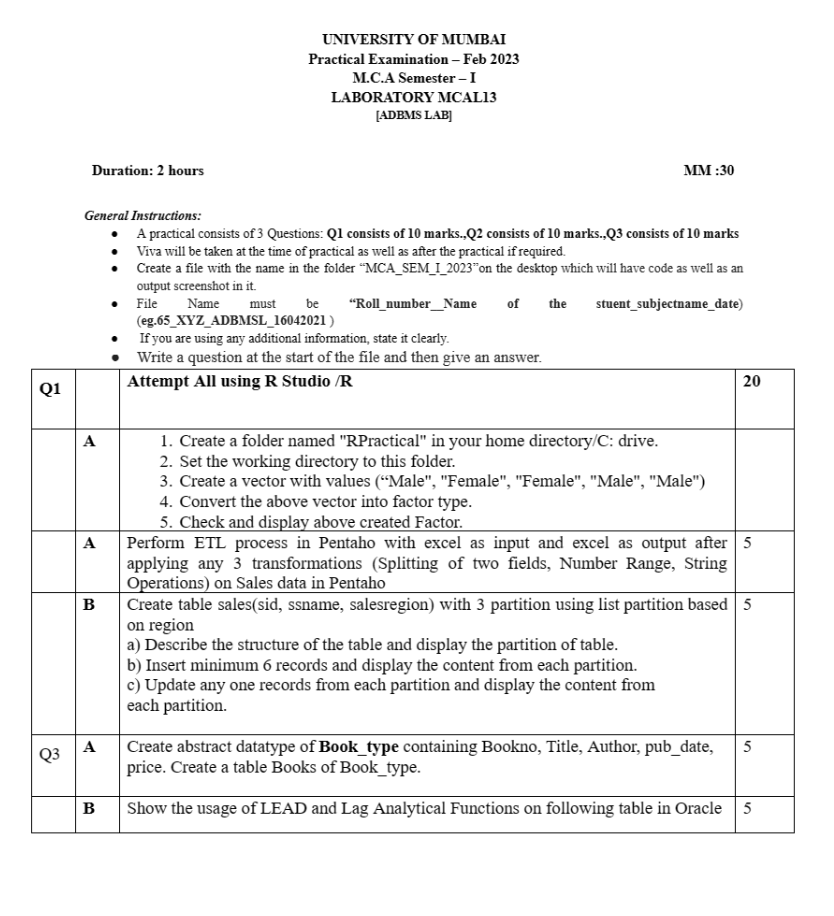 UNIVERSITY OF MUMBAI
Practical Examination – Feb 2023
M.C.A Semester – I
LABORATORY MCAL13
[ADBMS LAB]
Duration: 2 hours MM :30
General Instructions:
• A practical consists of 3 Questions: Q1 consists of 10 marks.,Q2 consists of 10 marks.,Q3 consists of 10 marks
• Viva will be taken at the time of practical as well as after the practical if required.
• Create a file with the name in the folder “MCA_SEM_I_2023”on the desktop which will have code as well as an
output screenshot in it.
• File Name must be “Roll_number__Name of the stuent_subjectname_date)
(eg.65_XYZ_ADBMSL_16042021 )
• If you are using any additional information, state it clearly.
• Write a question at the start of the file and then give an answer.
Q1 Attempt All using R Studio /R 20
A 1. Create a folder named "RPractical" in your home directory/C: drive.
2. Set the working directory to this folder.
3. Create a vector with values (“Male", "Female", "Female", "Male", "Male")
4. Convert the above vector into factor type.
5. Check and display above created Factor.
A Perform ETL process in Pentaho with excel as input and excel as output after 5
applying any 3 transformations (Splitting of two fields, Number Range, String
Operations) on Sales data in Pentaho
B Create table sales(sid, ssname, salesregion) with 3 partition using list partition based 5
on region
a) Describe the structure of the table and display the partition of table.
b) Insert minimum 6 records and display the content from each partition.
c) Update any one records from each partition and display the content from
each partition.
Q3 A Create abstract datatype of Book_type containing Bookno, Title, Author, pub_date, 5
price. Create a table Books of Book_type.
B Show the usage of LEAD and Lag Analytical Functions on following table in Oracle 5